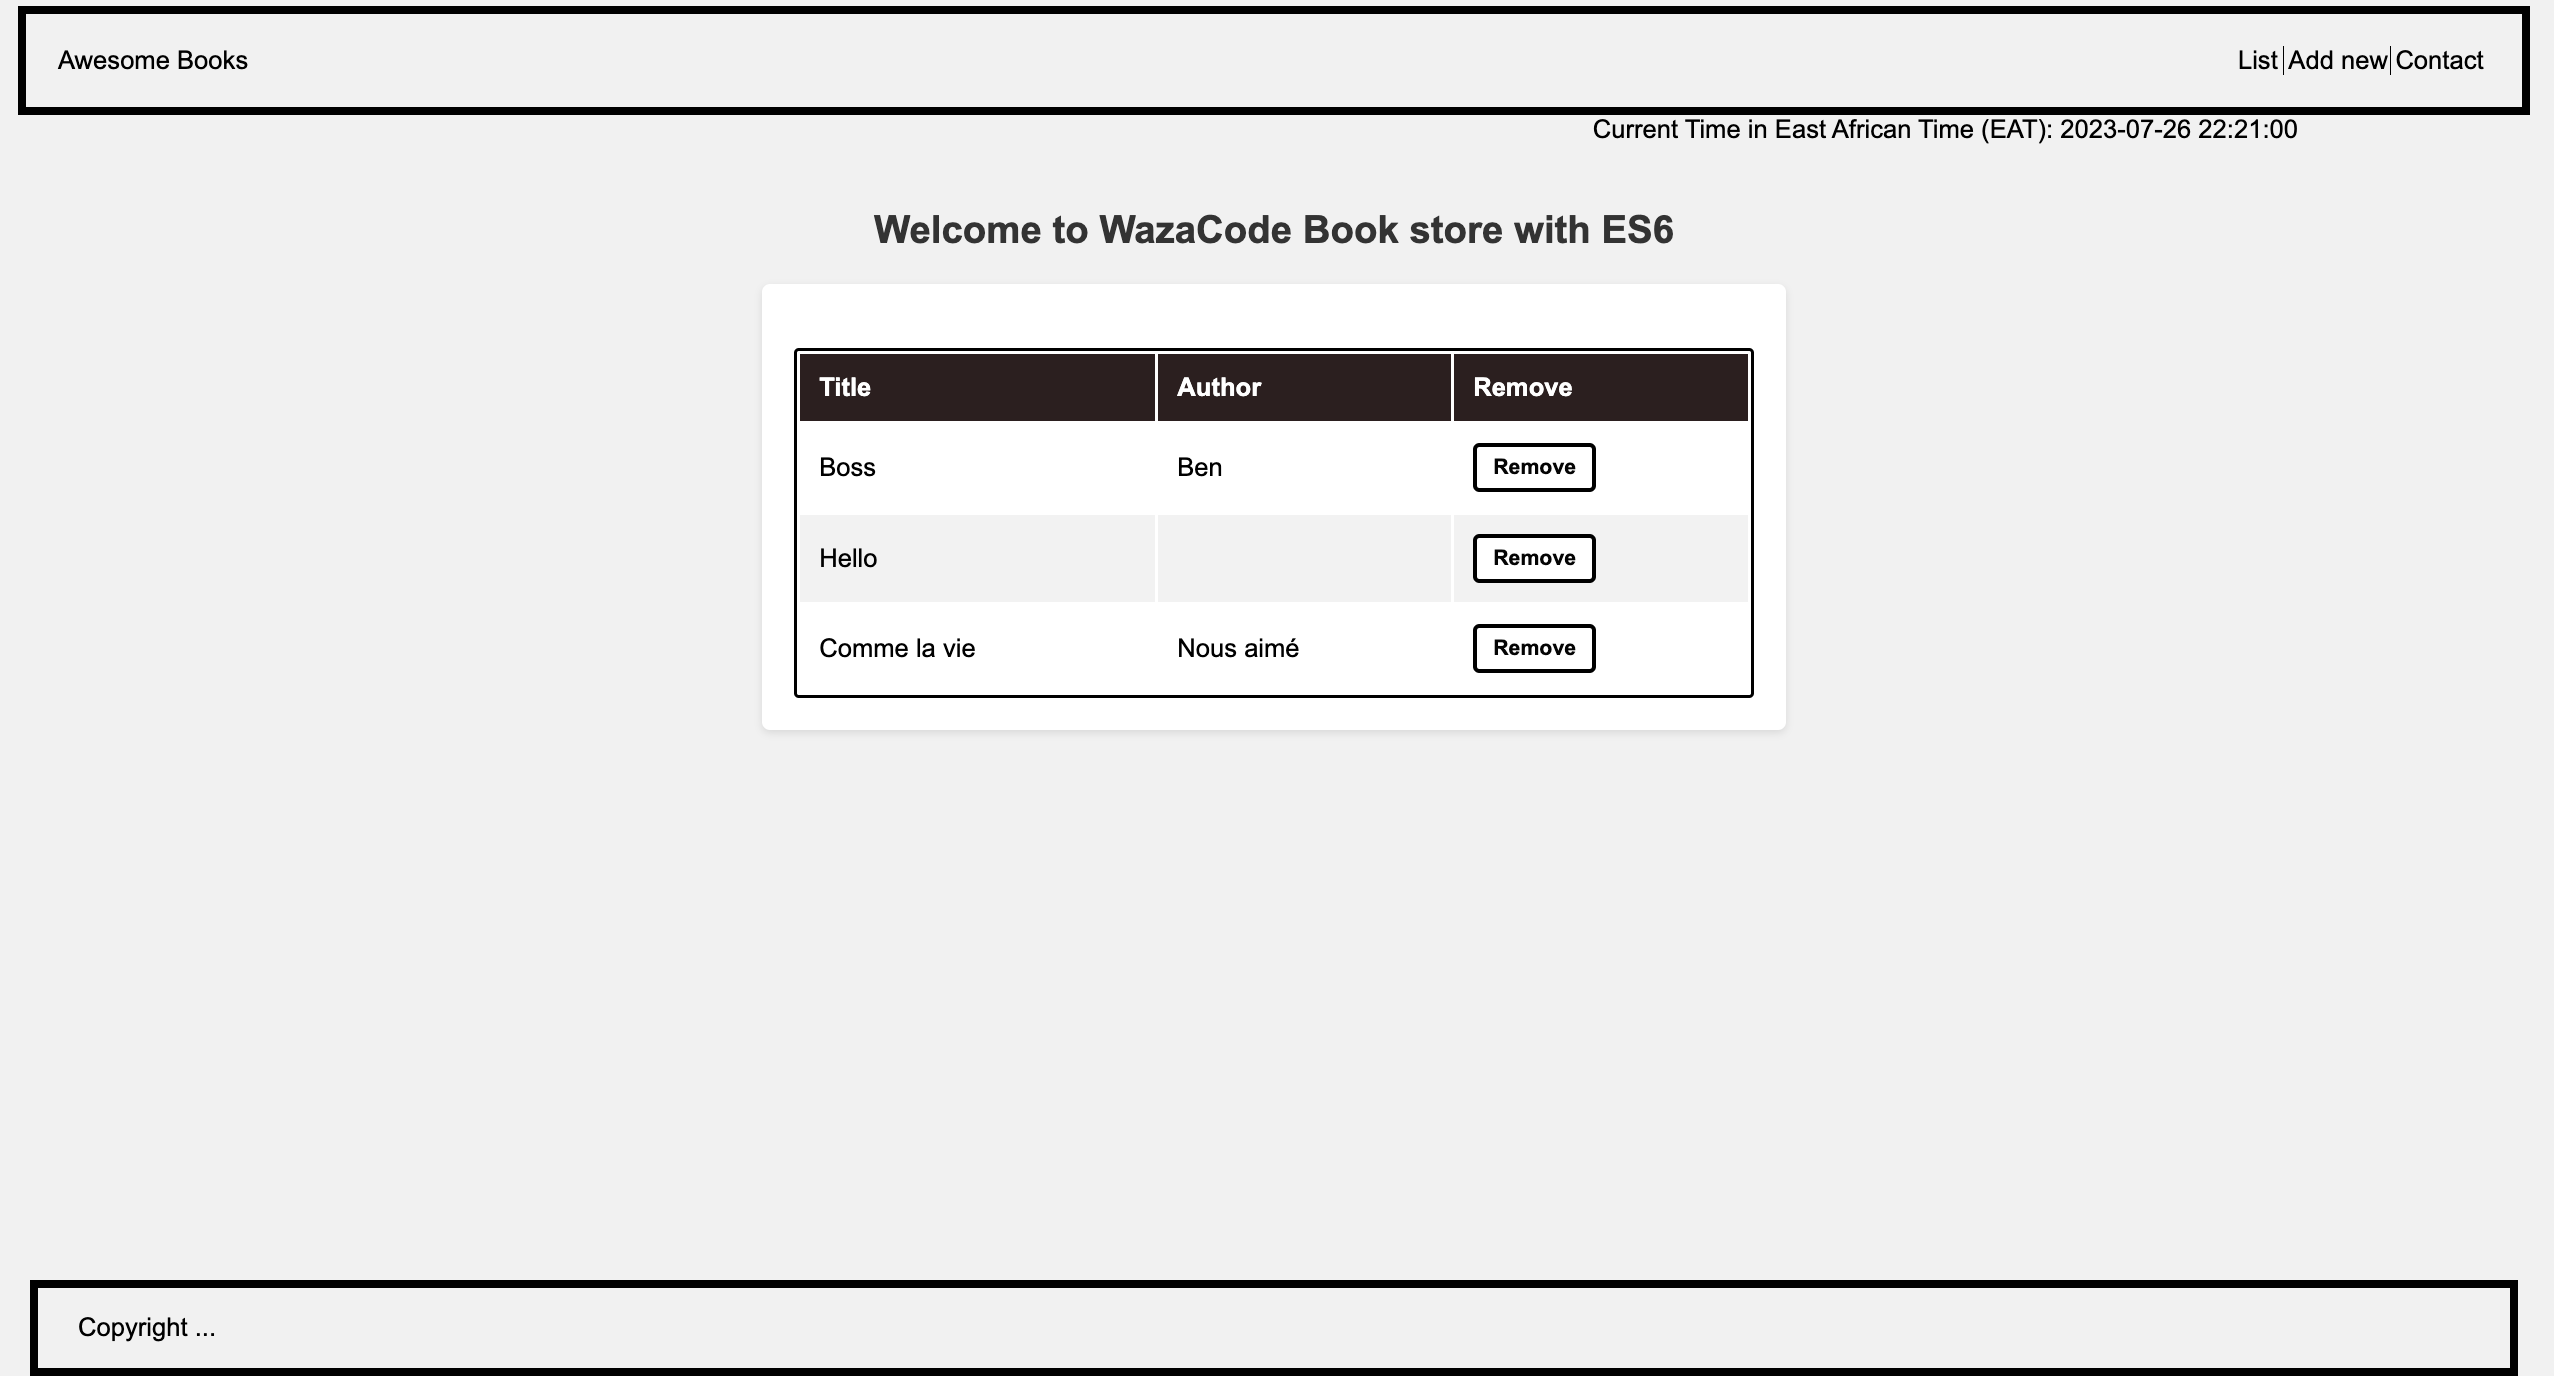 Awesome Books
List Add new Contact
Current Time in East African Time (EAT): 2023-07-26 22:21:00
Welcome to WazaCode Book store with ES6
Title Author Remove
Boss Ben Remove
Hello Remove
Comme la vie Nous aimé Remove
Copyright ...